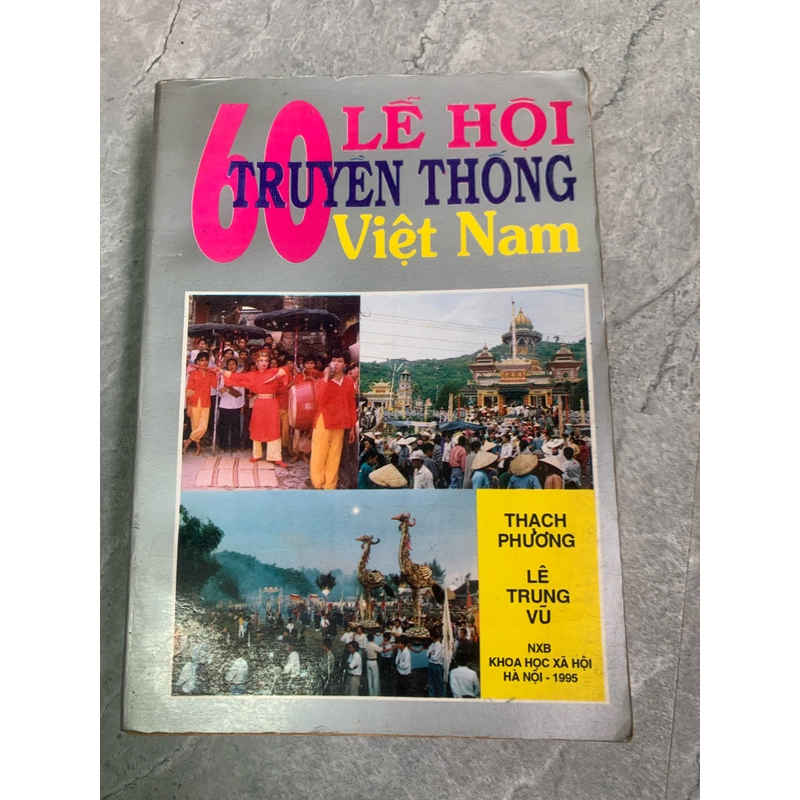 60 LỄ HỘI
TRUYỀN THỐNG
Việt Nam
THẠCH
PHƯƠNG
LÊ
TRUNG
VŨ
NXB
KHOA HỌC XÃ HỘI
HÀ NỘI - 1995